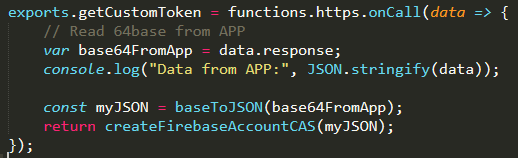 exports.getCustomToken = functions.https.onCall(data => {
// Read 64base from APP
var base64FromApp = data.response;
console.log("Data from APP:", JSON.stringify(data));
const myJSON = baseToJSON(base64FromApp);
return createFirebaseAccountCAS(myJSON);
});